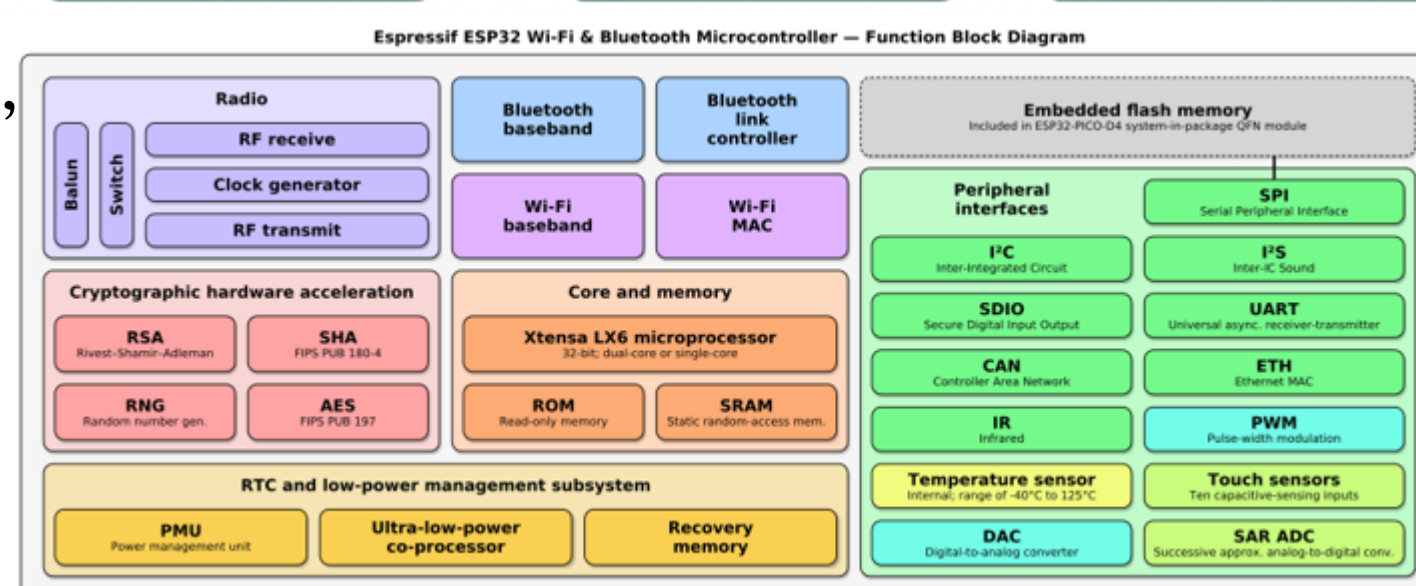 Espressif ESP32 Wi-Fi & Bluetooth Microcontroller — Function Block Diagram
,
Radio
Balun
Switch
RF receive
Clock generator
RF transmit
Bluetooth
baseband
Bluetooth
link
controller
Wi-Fi
baseband
Wi-Fi
MAC
Embedded flash memory
Included in ESP32-PICO-D4 system-in-package QFN module
Cryptographic hardware acceleration
RSA
Rivest–Shamir–Adleman
SHA
FIPS PUB 180-4
RNG
Random number gen.
AES
FIPS PUB 197
Core and memory
Xtensa LX6 microprocessor
32-bit; dual-core or single-core
ROM
Read-only memory
SRAM
Static random-access mem.
RTC and low-power management subsystem
PMU
Power management unit
Ultra-low-power
co-processor
Recovery
memory
Peripheral
interfaces
SPI
Serial Peripheral Interface
I²C
Inter-Integrated Circuit
I²S
Inter-IC Sound
SDIO
Secure Digital Input Output
UART
Universal async. receiver-transmitter
CAN
Controller Area Network
ETH
Ethernet MAC
IR
Infrared
PWM
Pulse-width modulation
Temperature sensor
Internal; range of -40°C to 125°C
Touch sensors
Ten capacitive-sensing inputs
DAC
Digital-to-analog converter
SAR ADC
Successive approx. analog-to-digital conv.